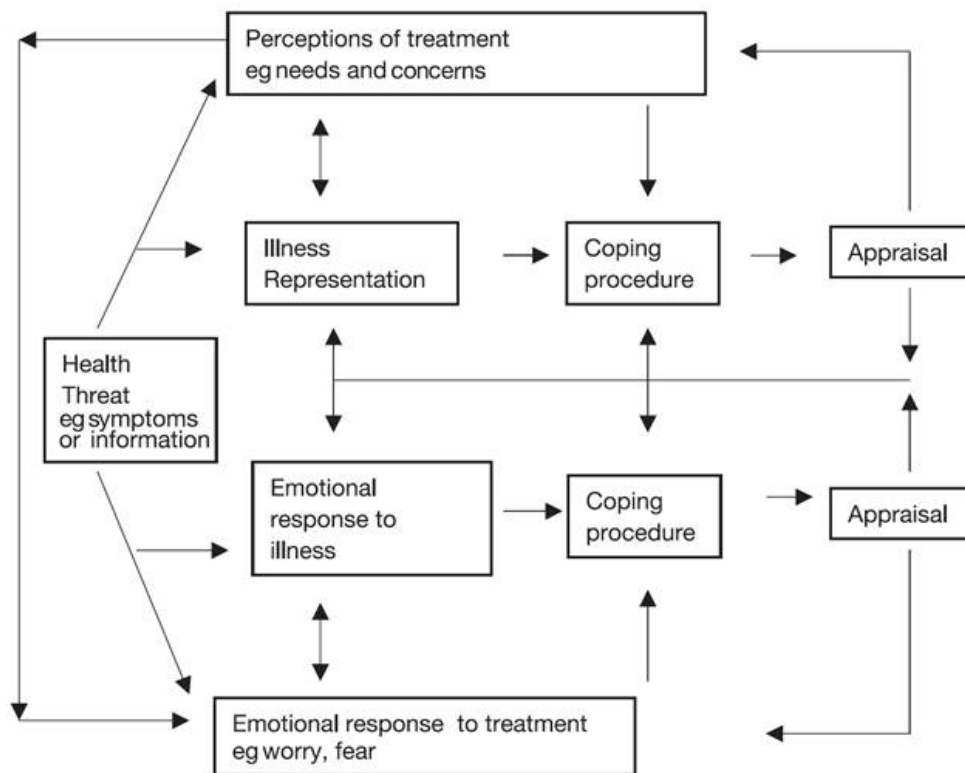 Perceptions of treatment
eg needs and concerns
Illness
Representation
Coping
procedure
Appraisal
Health
Threat
eg symptoms
or information
Emotional
response to
illness
Coping
procedure
Appraisal
Emotional response to treatment
eg worry, fear